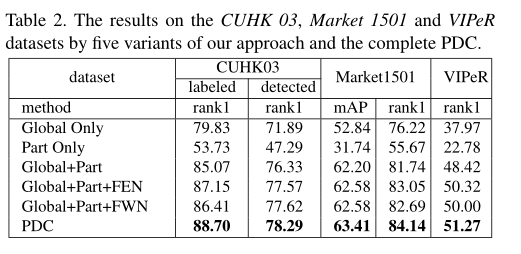 Table 2. The results on the CUHK 03, Market 1501 and VIPeR
datasets by five variants of our approach and the complete PDC.
dataset CUHK03 Market1501 VIPeR
labeled detected
method rank1 rank1 mAP rank1 rank1
Global Only 79.83 71.89 52.84 76.22 37.97
Part Only 53.73 47.29 31.74 55.67 22.78
Global+Part 85.07 76.33 62.20 81.74 48.42
Global+Part+FEN 87.15 77.57 62.58 83.05 50.32
Global+Part+FWN 86.41 77.62 62.58 82.69 50.00
PDC 88.70 78.29 63.41 84.14 51.27